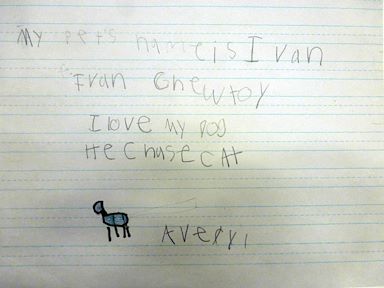 My pet's name is Ivan
Ivan Chewtoy
I love my DOG
He Chase CAt
Avery